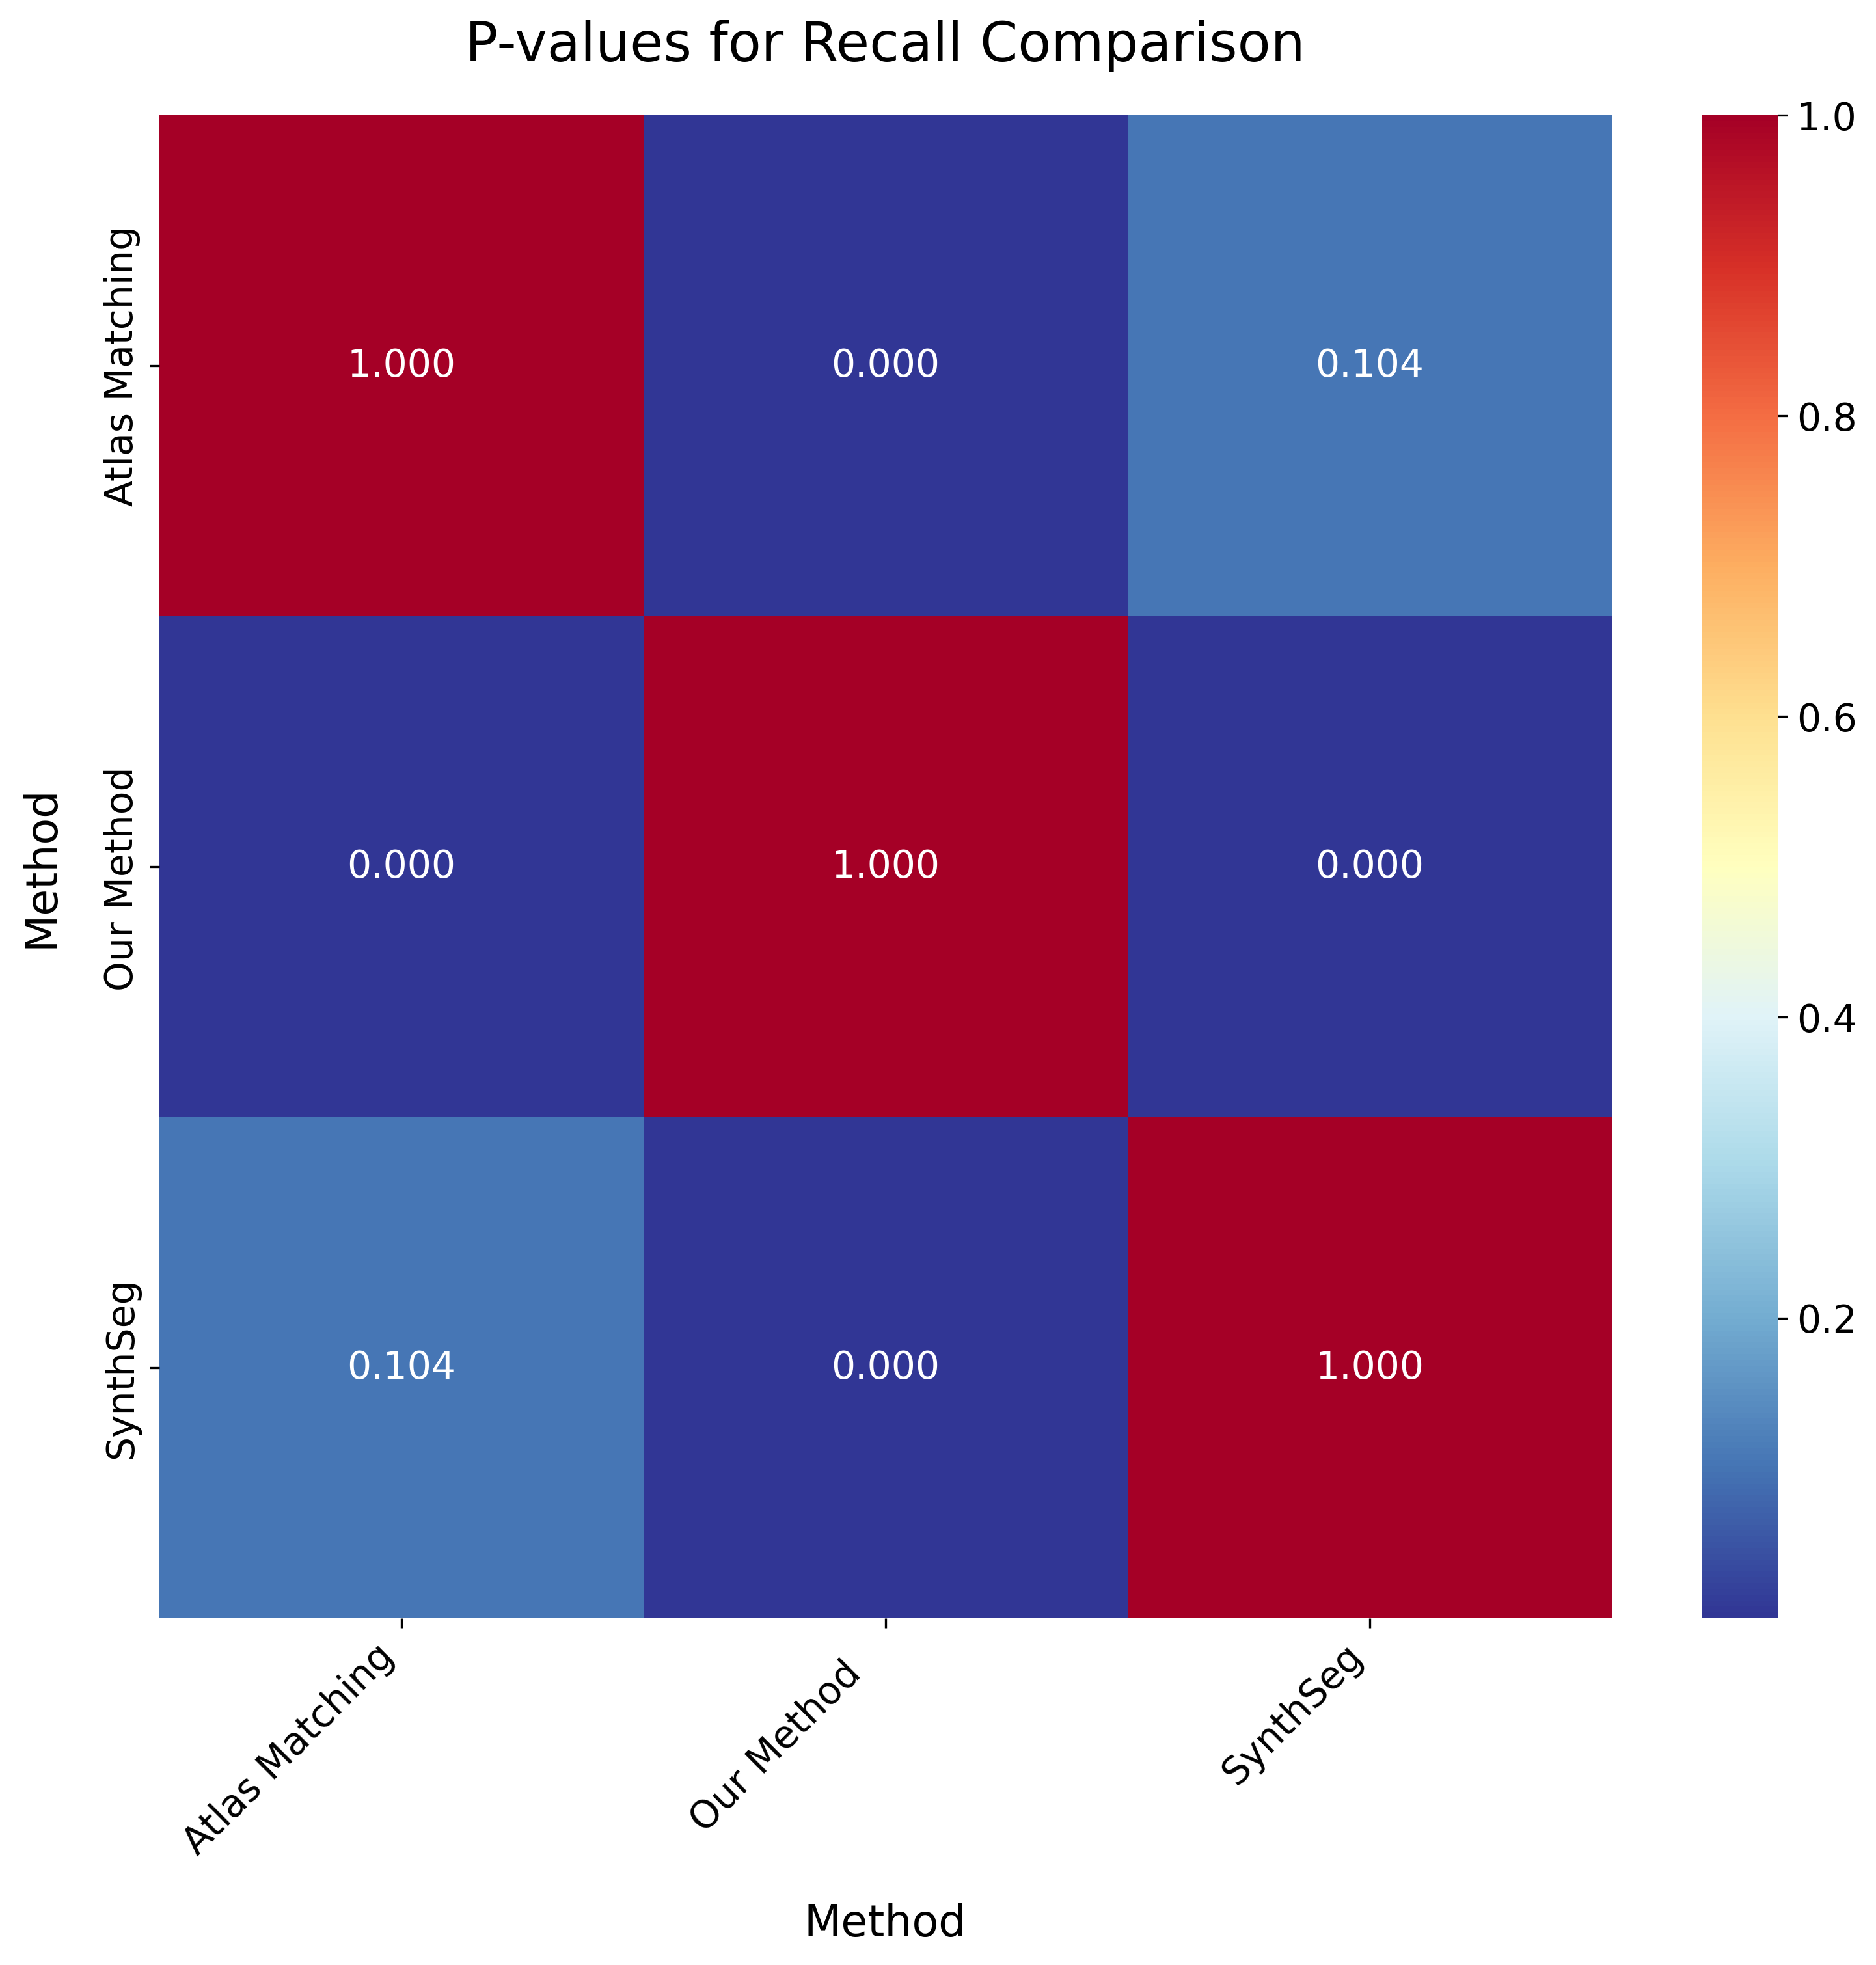 P-values for Recall Comparison
1.0
Atlas Matching
1.000 0.000 0.104
0.8
0.6
Method
Our Method
0.000 1.000 0.000
0.4
0.2
SynthSeg
0.104 0.000 1.000
Atlas Matching
Our Method
SynthSeg
Method